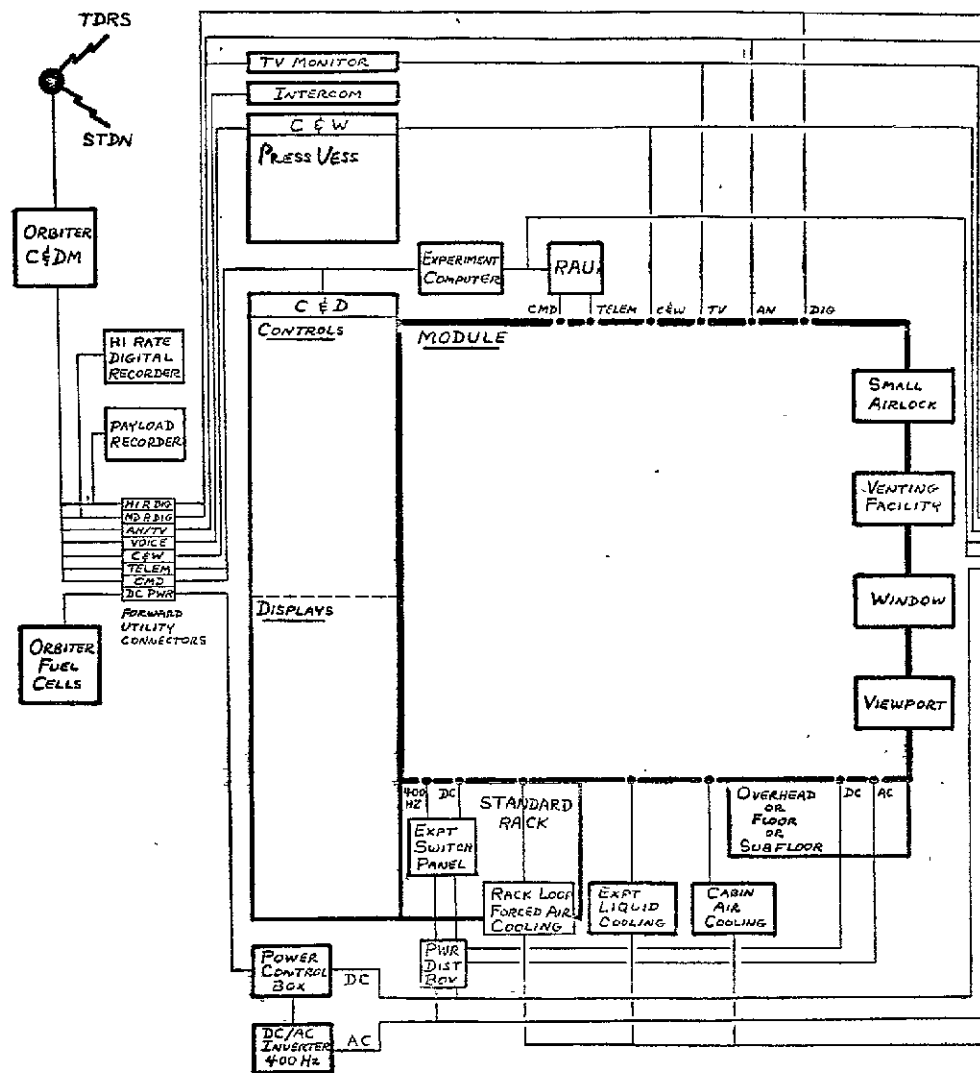 TDRS
STDN
ORBITER
C&DM
TV MONITOR
INTERCOM
C & W
PRESS VESS
EXPERIMENT
COMPUTER
RAU
HI RATE
DIGITAL
RECORDER
PAYLOAD
RECORDER
C & D
CONTROLS
DISPLAYS
CMD
TELEM
C&W
TV
AN
DIG
MODULE
SMALL
AIRLOCK
VENTING
FACILITY
WINDOW
VIEWPORT
HI R DIG
MD R DIG
AN/TV
VOICE
C&W
TELEM
CMD
DC PWR
FORWARD
UTILITY
CONNECTORS
ORBITER
FUEL
CELLS
400
HZ
DC
STANDARD
RACK
EXPT
SWITCH
PANEL
OVERHEAD
OR
FLOOR
OR
SUBFLOOR
DC
AC
RACK LOOP
FORCED AIR
COOLING
EXPT
LIQUID
COOLING
CABIN
AIR
COOLING
POWER
CONTROL
BOX
DC
PWR
DIST
BOX
DC/AC
INVERTER
400 HZ
AC